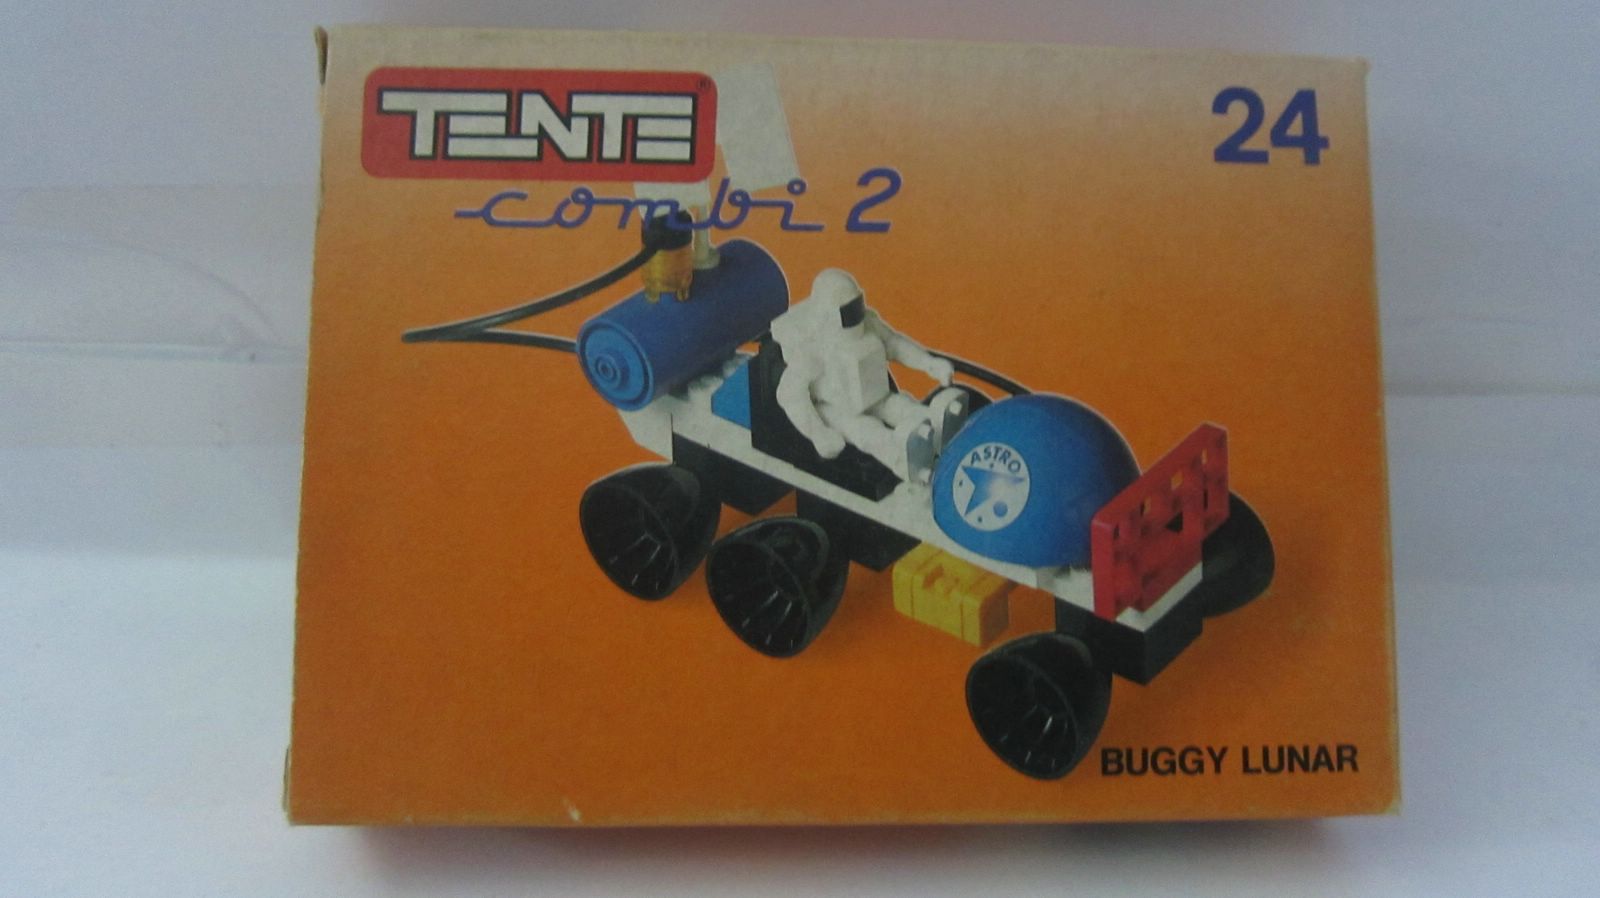 TENTE®
combi 2
24
ASTRO
BUGGY LUNAR